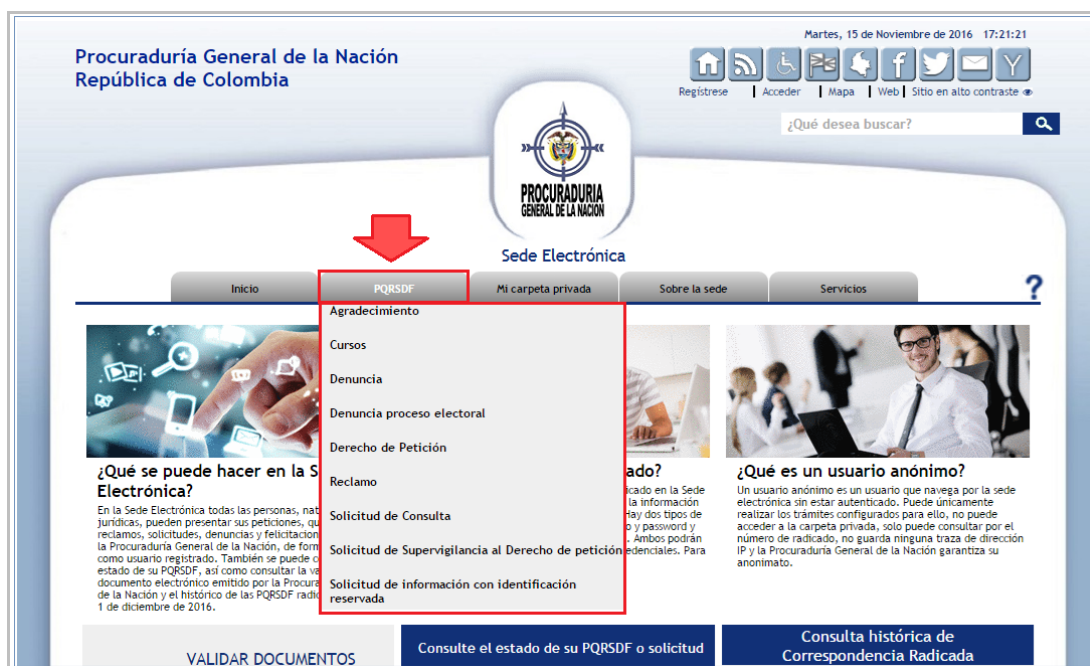 Martes, 15 de Noviembre de 2016 17:21:21
Procuraduría General de la Nación
República de Colombia
Regístrese | Acceder | Mapa | Web | Sitio en alto contraste
¿Qué desea buscar?
PROCURADURIA
GENERAL DE LA NACION
Sede Electrónica
Inicio
PQRSDF
Mi carpeta privada
Sobre la sede
Servicios
?
Agradecimiento
Cursos
Denuncia
Denuncia proceso electoral
Derecho de Petición
Reclamo
Solicitud de Consulta
Solicitud de Supervigilancia al Derecho de petición
Solicitud de información con identificación
reservada
¿Qué se puede hacer en la S
Electrónica?
En la Sede Electrónica todas las personas, nat
jurídicas, pueden presentar sus peticiones, qu
reclamos, solicitudes, denuncias y felicitacion
la Procuraduría General de la Nación, de form
como usuario registrado. También se puede c
estado de su PQRSDF, así como consultar la va
documento electrónico emitido por la Procura
de la Nación y el histórico de las PQRSDF radic
1 de diciembre de 2016.
ado?
icado en la Sede
la información
Hay dos tipos de
o y password y
. Ambos podrán
edenciales. Para
¿Qué es un usuario anónimo?
Un usuario anónimo es un usuario que navega por la sede
electrónica sin estar autenticado. Puede únicamente
realizar los trámites configurados para ello, no puede
acceder a la carpeta privada, solo puede consultar por el
número de radicado, no guarda ninguna traza de dirección
IP y la Procuraduría General de la Nación garantiza su
anonimato.
VALIDAR DOCUMENTOS
Consulte el estado de su PQRSDF o solicitud
Consulta histórica de
Correspondencia Radicada